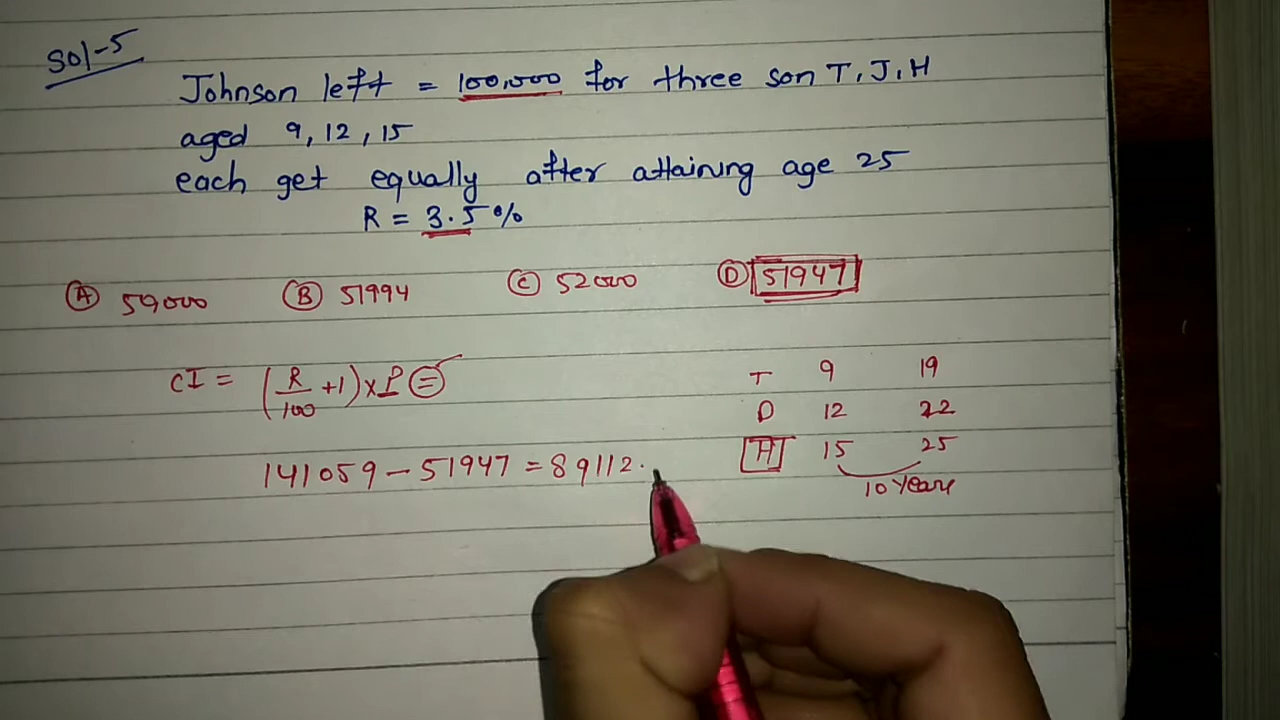 Sol-5
Johnson left = 100,000 for three son T, J, H
aged 9, 12, 15
each get equally after attaining age 25
R = 3.5%
(A) 59000 (B) 51994 (C) 52000 (D) 51947
CI = (R/100 +1) x P =
T 9 19
D 12 22
H 15 25
10 Years
141059 - 51947 = 89112.